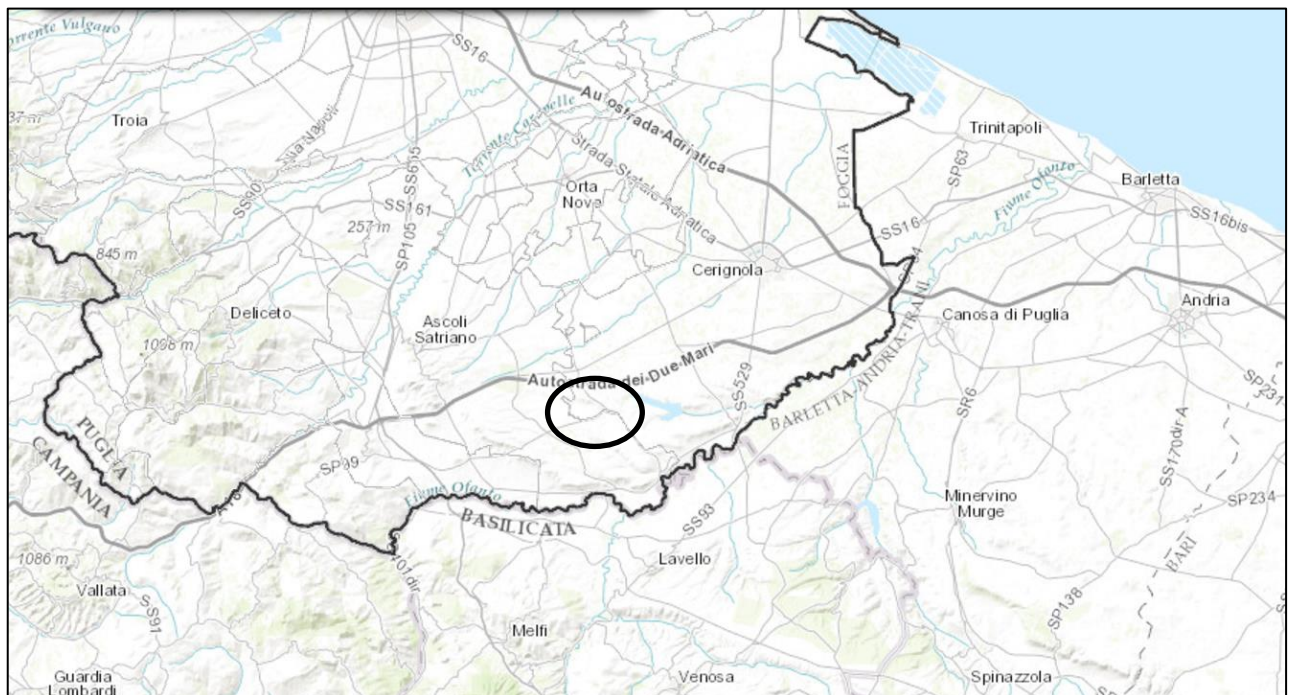 Torrente Vulgano
SS16
Autostrada Adriatica
Troia
Torrente Carapelle
Strada Statale Adriatica
SS90
SS655
SP105
SS161
257 m
Orta
Nova
FOGGIA
Trinitapoli
SP63
Fiume Ofanto
Barletta
SS16bis
SS16
845 m
Cerignola
Deliceto
1098 m
Ascoli
Satriano
Canosa di Puglia
Andria
Autostrada dei Due Mari
SS529
BARLETTA-ANDRIA-TRANI
SR6
SP231
PUGLIA
CAMPANIA
SP99
SS170dir A
Fiume Ofanto
BASILICATA
SS93
Minervino
Murge
SP234
BARI
1086 m
Vallata
SS91
401dir
Lavello
Melfi
SP138
Guardia
Lombardi
Venosa
Spinazzola